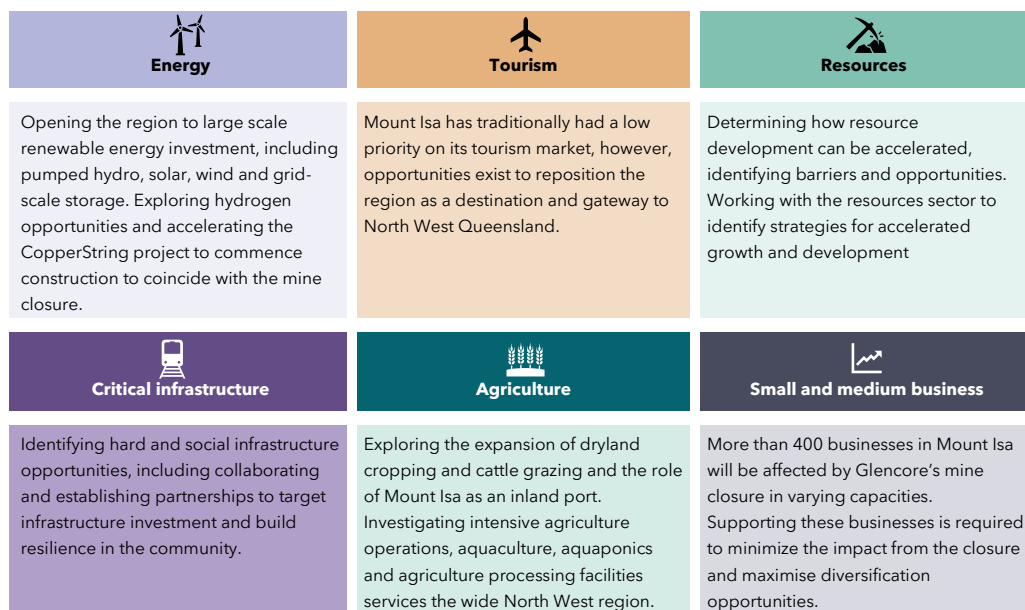 Energy
Opening the region to large scale
renewable energy investment, including
pumped hydro, solar, wind and grid-
scale storage. Exploring hydrogen
opportunities and accelerating the
CopperString project to commence
construction to coincide with the mine
closure.
Tourism
Mount Isa has traditionally had a low
priority on its tourism market, however,
opportunities exist to reposition the
region as a destination and gateway to
North West Queensland.
Resources
Determining how resource
development can be accelerated,
identifying barriers and opportunities.
Working with the resources sector to
identify strategies for accelerated
growth and development
Critical infrastructure
Identifying hard and social infrastructure
opportunities, including collaborating
and establishing partnerships to target
infrastructure investment and build
resilience in the community.
Agriculture
Exploring the expansion of dryland
cropping and cattle grazing and the role
of Mount Isa as an inland port.
Investigating intensive agriculture
operations, aquaculture, aquaponics
and agriculture processing facilities
services the wide North West region.
Small and medium business
More than 400 businesses in Mount Isa
will be affected by Glencore’s mine
closure in varying capacities.
Supporting these businesses is required
to minimize the impact from the closure
and maximise diversification
opportunities.